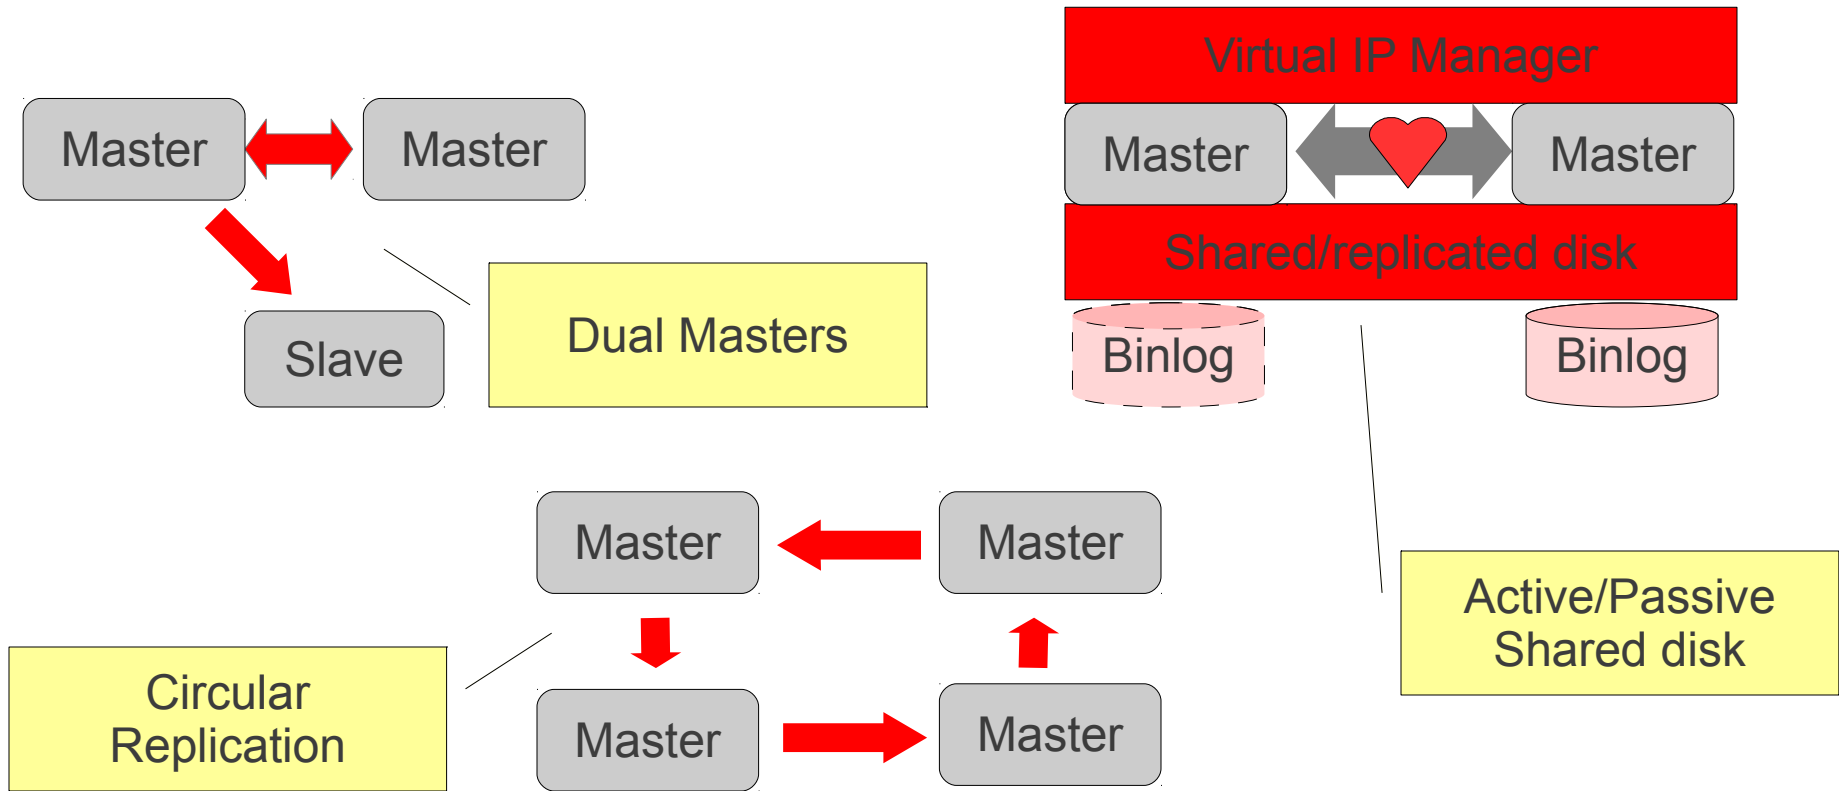 Virtual IP Manager
Master
Master
Master
Master
Shared/replicated disk
Slave
Dual Masters
Binlog
Binlog
Master
Master
Active/Passive
Shared disk
Circular
Replication
Master
Master